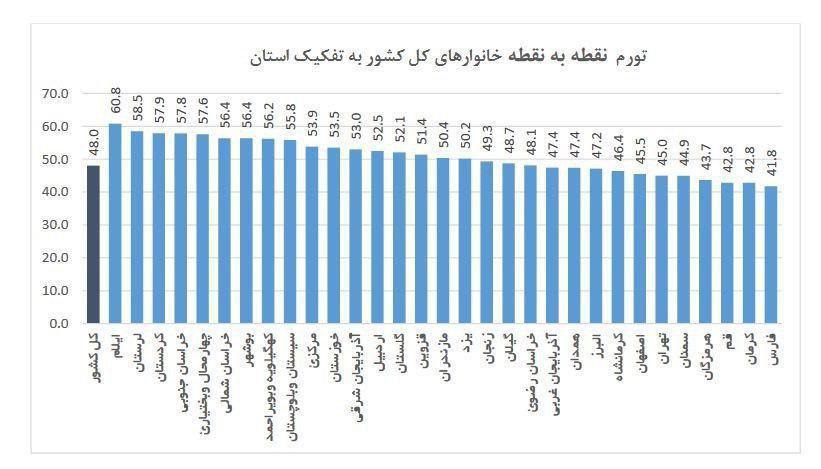 تورم نقطه به نقطه خانوارهای کل کشور به تفکیک استان
70.0
60.0
50.0
40.0
30.0
20.0
10.0
0.0
48.0
60.8
58.5
57.9
57.8
57.6
56.4
56.4
56.2
55.8
53.9
53.5
53.0
52.5
52.1
51.4
50.4
50.2
49.3
48.7
48.1
47.4
47.4
47.2
46.4
45.5
45.0
44.9
43.7
42.8
42.8
41.8
کل کشور
ایلام
لرستان
کردستان
خراسان جنوبی
چهارمحال وبختیاری
خراسان شمالی
بوشهر
کهگیلویه وبویراحمد
سیستان وبلوچستان
مرکزی
خوزستان
آذربایجان شرقی
اردبیل
گلستان
قزوین
مازندران
یزد
زنجان
گیلان
خراسان رضوی
آذربایجان غربی
همدان
البرز
کرمانشاه
اصفهان
تهران
سمنان
هرمزگان
قم
کرمان
فارس